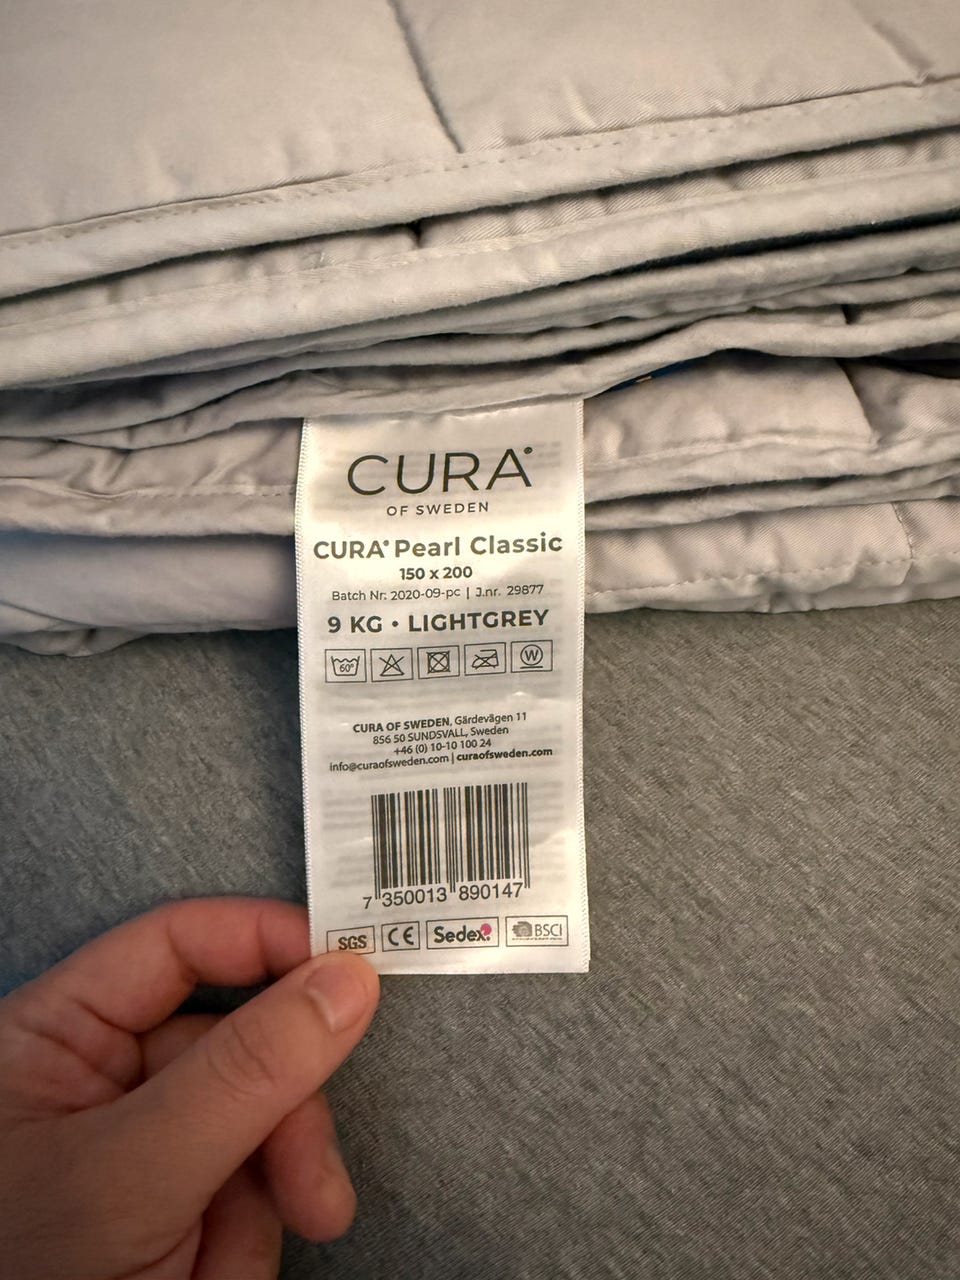 CURA®
OF SWEDEN
CURA® Pearl Classic
150 x 200
Batch Nr: 2020-09-pc | J.nr. 29877
9 KG • LIGHTGREY
60° W
CURA OF SWEDEN, Gärdevägen 11
856 50 SUNDSVALL, Sweden
+46 (0) 10-10 100 24
info@curaofsweden.com | curaofsweden.com
7 350013 890147
SGS CE Sedex BSCI